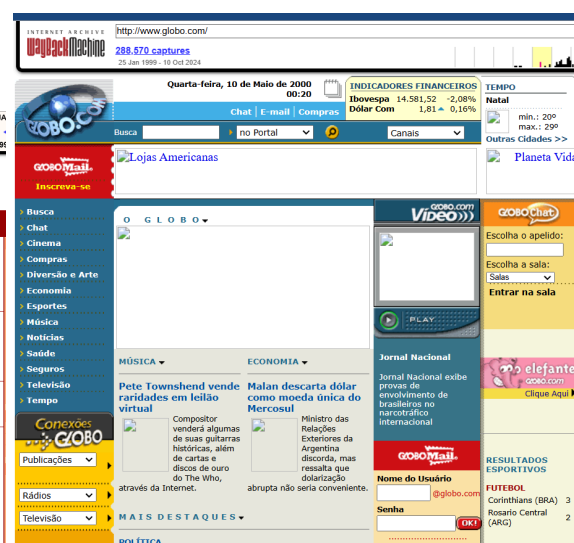 INTERNET ARCHIVE
WayBackMachine
http://www.globo.com/
288,570 captures
25 Jan 1999 - 10 Oct 2024
GLOBO.COM
Quarta-feira, 10 de Maio de 2000
00:20
Chat | E-mail | Compras
INDICADORES FINANCEIROS
Ibovespa 14.581,52 -2,08%
Dólar Com 1,81 0,16%
TEMPO
Natal
min.: 20º
max.: 29º
Outras Cidades >>
Busca
no Portal
Canais
GLOBOMail.
Inscreva-se
Lojas Americanas
Planeta Vida
Busca
Chat
Cinema
Compras
Diversão e Arte
Economia
Esportes
Música
Notícias
Saúde
Seguros
Televisão
Tempo
Conexões
GLOBO
Publicações
Rádios
Televisão
O GLOBO
MÚSICA
Pete Townshend vende
raridades em leilão
virtual
Compositor
venderá algumas
de suas guitarras
históricas, além
de cartas e
discos de ouro
do The Who,
através da Internet.
ECONOMIA
Malan descarta dólar
como moeda única do
Mercosul
Ministro das
Relações
Exteriores da
Argentina
discorda, mas
ressalta que
dolarização
abrupta não seria conveniente.
MAIS DESTAQUES
POLÍTICA
GLOBO.COM
Vídeo)))
PLAY
Jornal Nacional
Jornal Nacional exibe
provas de
envolvimento de
brasileiros no
narcotráfico
internacional
GLOBOMail.
Nome do Usuário
@globo.com
Senha
OK!
GLOBOChat)
Escolha o apelido:
Escolha a sala:
Salas
Entrar na sala
elefante
GLOBO.COM
Clique Aqui
RESULTADOS
ESPORTIVOS
FUTEBOL
Corinthians (BRA) 3
Rosario Central
(ARG) 2